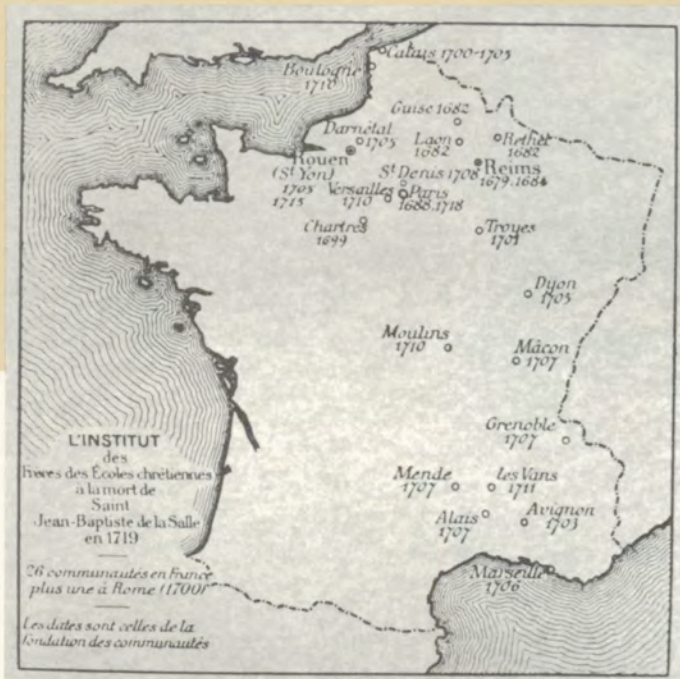 Calais 1700-1705
Boulogne
1710
Guise 1682
Darnétal
1705
Laon
1682
Rethel
1682
Rouen
(St Yon)
1705
1715
St Denis 1708
Reims
1679.1684
Versailles
1710
Paris
1688.1718
Chartres
1699
Troyes
1701
Dijon
1705
Moulins
1710
Mâcon
1707
Grenoble
1707
Mende
1707
les Vans
1711
Alais
1707
Avignon
1703
Marseille
1706
L'INSTITUT
des
Frères des Écoles chrétiennes
à la mort de
Saint
Jean-Baptiste de la Salle
en 1719
26 communautés en France
plus une à Rome (1700)
Les dates sont celles de la
fondation des communautés